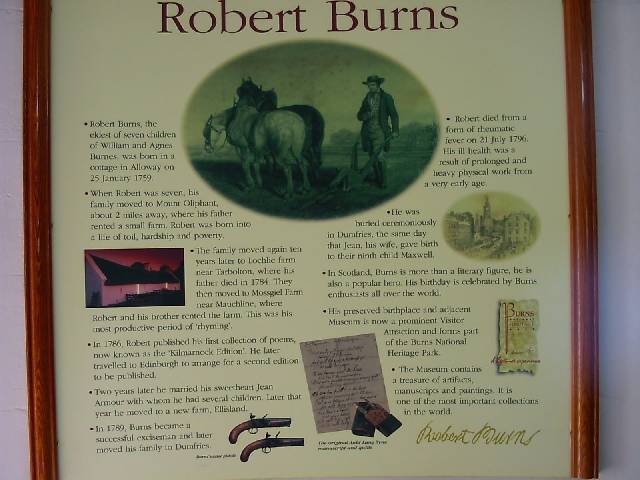 Robert Burns
• Robert Burns, the
eldest of seven children
of William and Agnes
Burnes, was born in a
cottage in Alloway on
25 January 1759.
• When Robert was seven, his
family moved to Mount Oliphant,
about 2 miles away, where his father
rented a small farm. Robert was born into
a life of toil, hardship and poverty.
• The family moved again ten
years later to Lochlie farm
near Tarbolton, where his
father died in 1784. They
then moved to Mossgiel Farm
near Mauchline, where
Robert and his brother rented the farm. This was his
most productive period of 'rhyming'.
• In 1786, Robert published his first collection of poems,
now known as the 'Kilmarnock Edition'. He later
travelled to Edinburgh to arrange for a second edition
to be published.
• Two years later he married his sweetheart Jean
Armour with whom he had several children. Later that
year he moved to a new farm, Ellisland.
• In 1789, Burns became a
successful exciseman and later
moved his family to Dumfries.
• Robert died from a
form of rheumatic
fever on 21 July 1796.
His ill health was a
result of prolonged and
heavy physical work from
a very early age.
• He was
buried ceremoniously
in Dumfries, the same day
that Jean, his wife, gave birth
to their ninth child Maxwell.
• In Scotland, Burns is more than a literary figure, he is
also a popular hero. His birthday is celebrated by Burns
enthusiasts all over the world.
• His preserved birthplace and adjacent
Museum is now a prominent Visitor
Attraction and forms part
of the Burns National
Heritage Park.
• The Museum contains
a treasure of artifacts,
manuscripts and paintings. It is
one of the most important collections
in the world.
BURNS
The original Auld Lang Syne
manuscript and quills.
Robert Burns